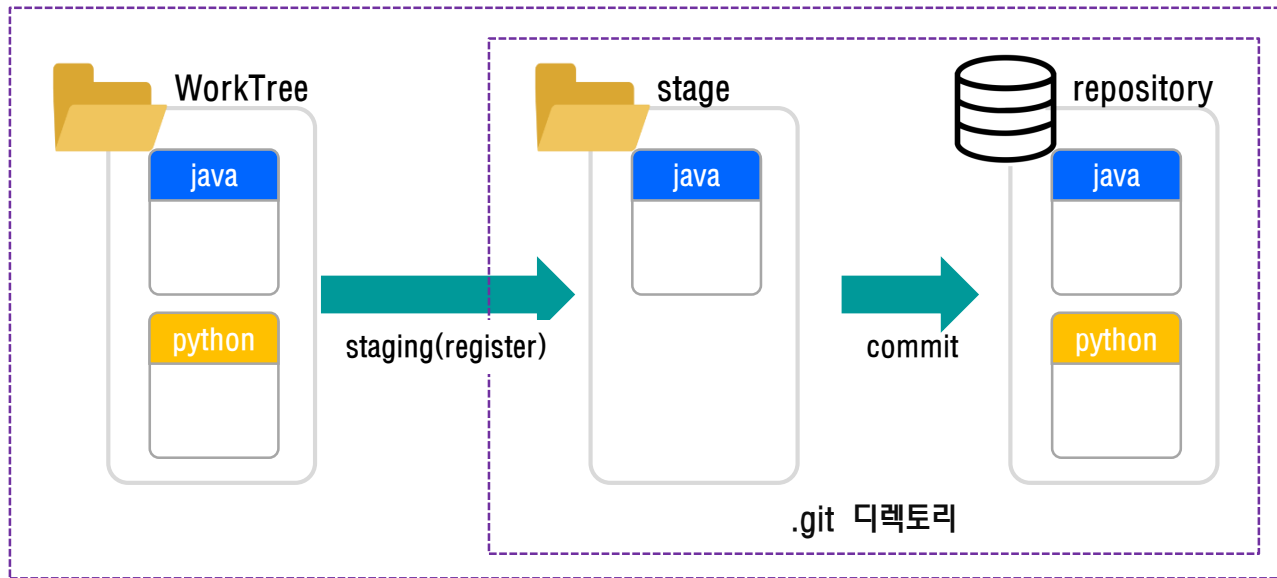 WorkTree
java
python
staging(register)
stage
java
commit
repository
java
python
.git 디렉토리